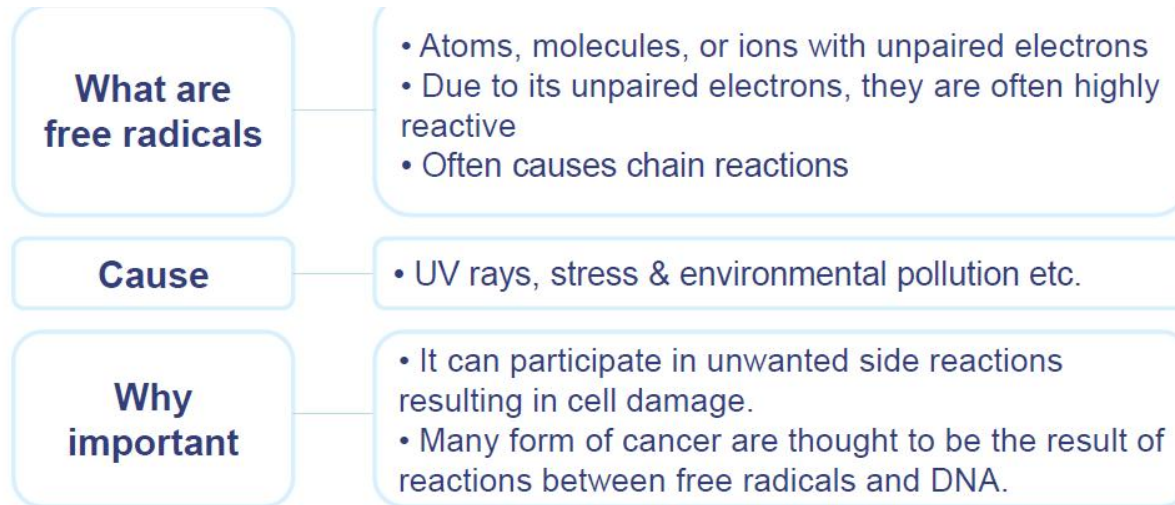 What are
free radicals
• Atoms, molecules, or ions with unpaired electrons
• Due to its unpaired electrons, they are often highly
reactive
• Often causes chain reactions
Cause
• UV rays, stress & environmental pollution etc.
Why
important
• It can participate in unwanted side reactions
resulting in cell damage.
• Many form of cancer are thought to be the result of
reactions between free radicals and DNA.